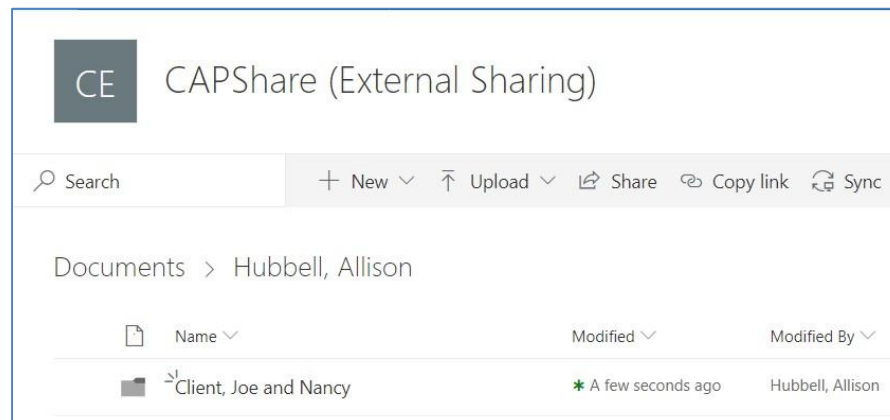 CE CAPShare (External Sharing)
Search New Upload Share Copy link Sync
Documents > Hubbell, Allison
Name Modified Modified By
Client, Joe and Nancy A few seconds ago Hubbell, Allison